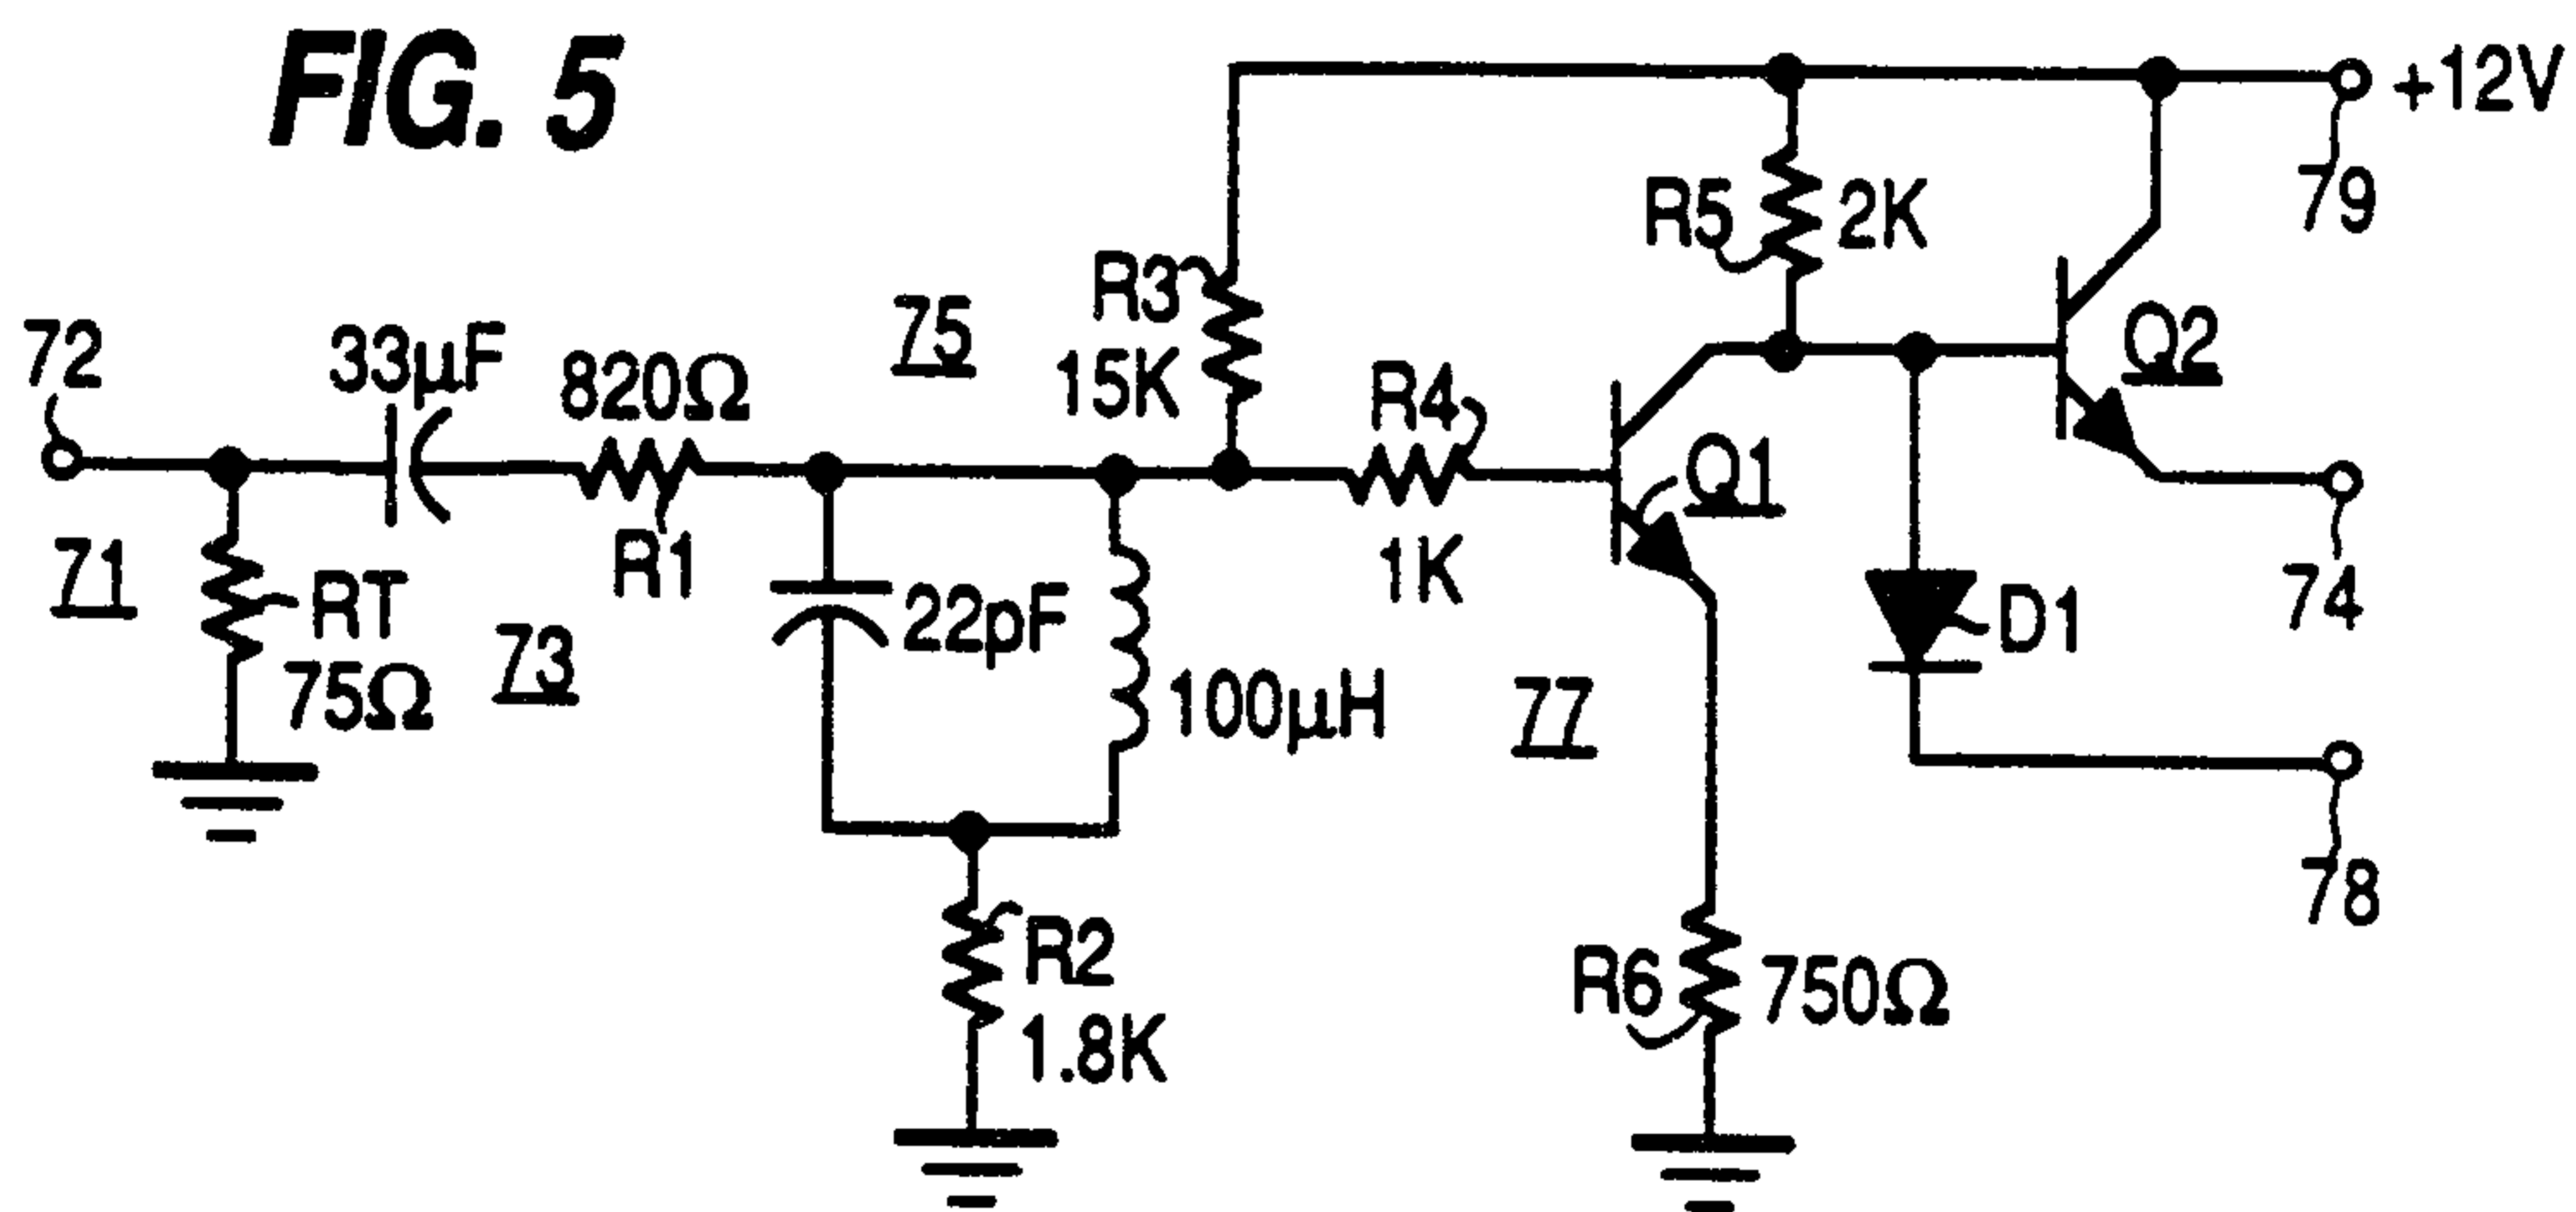 FIG. 5
+12V
79
R5 2K
R3
15K
75
72
33µF
820Ω
R4
Q2
Q1
R1
1K
71
RT
75Ω
73
22pF
100µH
77
D1
74
78
R2
1.8K
R6 750Ω